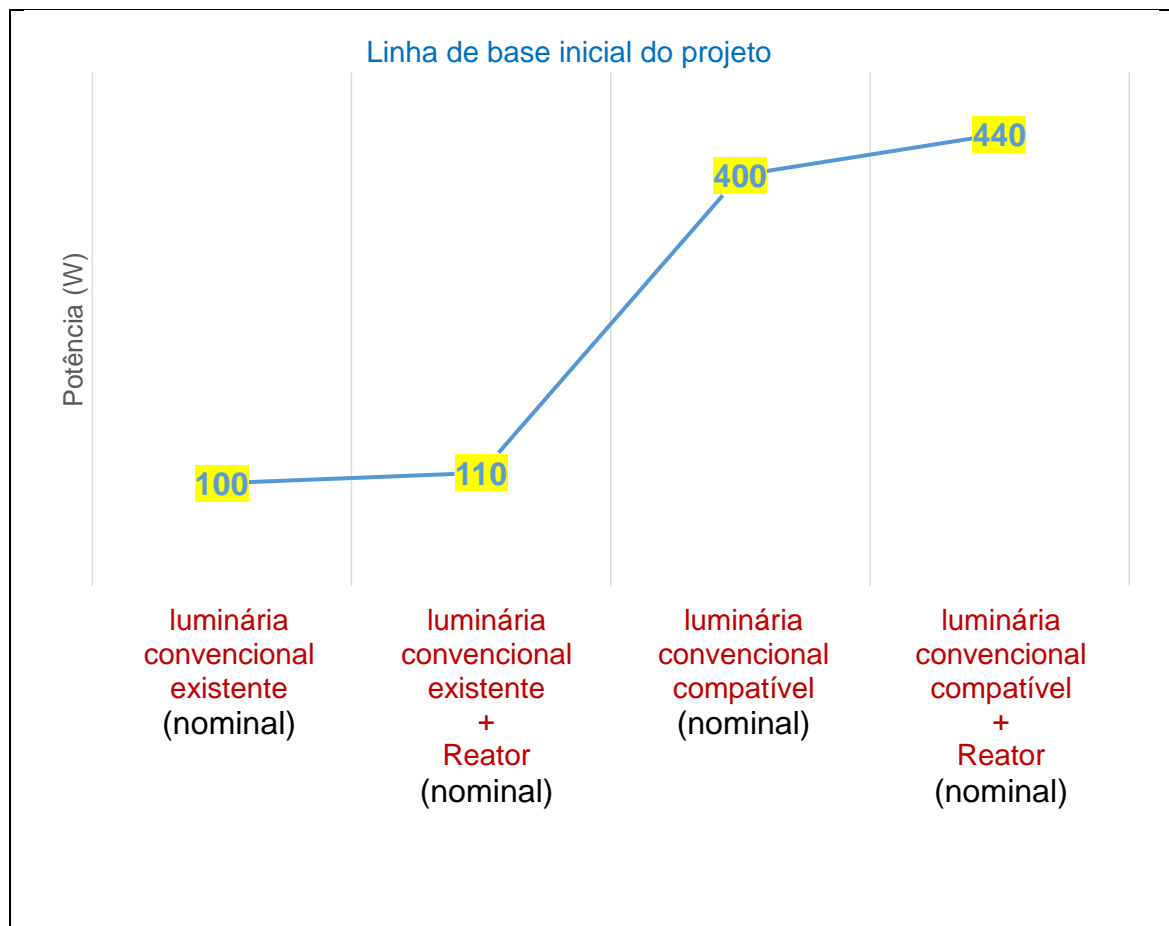 Linha de base inicial do projeto
Potência (W)
100
110
400
440
luminária
convencional
existente
(nominal)
luminária
convencional
existente
+
Reator
(nominal)
luminária
convencional
compatível
(nominal)
luminária
convencional
compatível
+
Reator
(nominal)